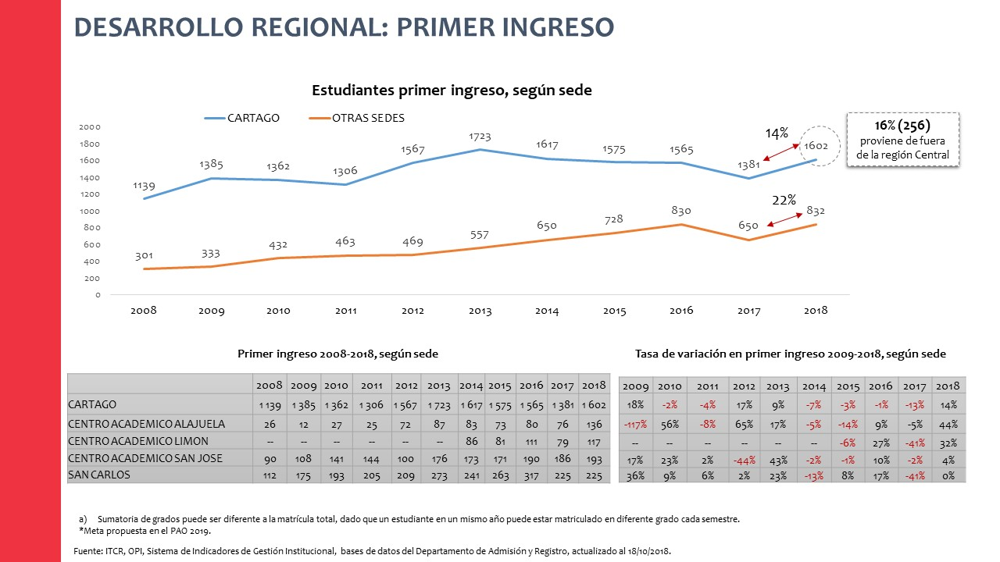 DESARROLLO REGIONAL: PRIMER INGRESO
Estudiantes primer ingreso, según sede
CARTAGO OTRAS SEDES
2000
1800
1600
1400
1200
1000
800
600
400
200
0
1139 1385 1362 1306 1567 1723 1617 1575 1565 1381 1602
14%
301 333 432 463 469 557 650 728 830 650 832
22%
2008 2009 2010 2011 2012 2013 2014 2015 2016 2017 2018
16% (256)
proviene de fuera
de la región Central
Primer ingreso 2008-2018, según sede
2008 2009 2010 2011 2012 2013 2014 2015 2016 2017 2018
CARTAGO 1 139 1 385 1 362 1 306 1 567 1 723 1 617 1 575 1 565 1 381 1 602
CENTRO ACADEMICO ALAJUELA 26 12 27 25 72 87 83 73 80 76 136
CENTRO ACADEMICO LIMON -- -- -- -- -- -- 86 81 111 79 117
CENTRO ACADEMICO SAN JOSE 90 108 141 144 100 176 173 171 190 186 193
SAN CARLOS 112 175 193 205 209 273 241 263 317 225 225
Tasa de variación en primer ingreso 2009-2018, según sede
2009 2010 2011 2012 2013 2014 2015 2016 2017 2018
18% -2% -4% 17% 9% -7% -3% -1% -13% 14%
-117% 56% -8% 65% 17% -5% -14% 9% -5% 44%
-- -- -- -- -- -- -6% 27% -41% 32%
17% 23% 2% -44% 43% -2% -1% 10% -2% 4%
36% 9% 6% 2% 23% -13% 8% 17% -41% 0%
a) Sumatoria de grados puede ser diferente a la matrícula total, dado que un estudiante en un mismo año puede estar matriculado en diferente grado cada semestre.
*Meta propuesta en el PAO 2019.
Fuente: ITCR, OPI, Sistema de Indicadores de Gestión Institucional, bases de datos del Departamento de Admisión y Registro, actualizado al 18/10/2018.